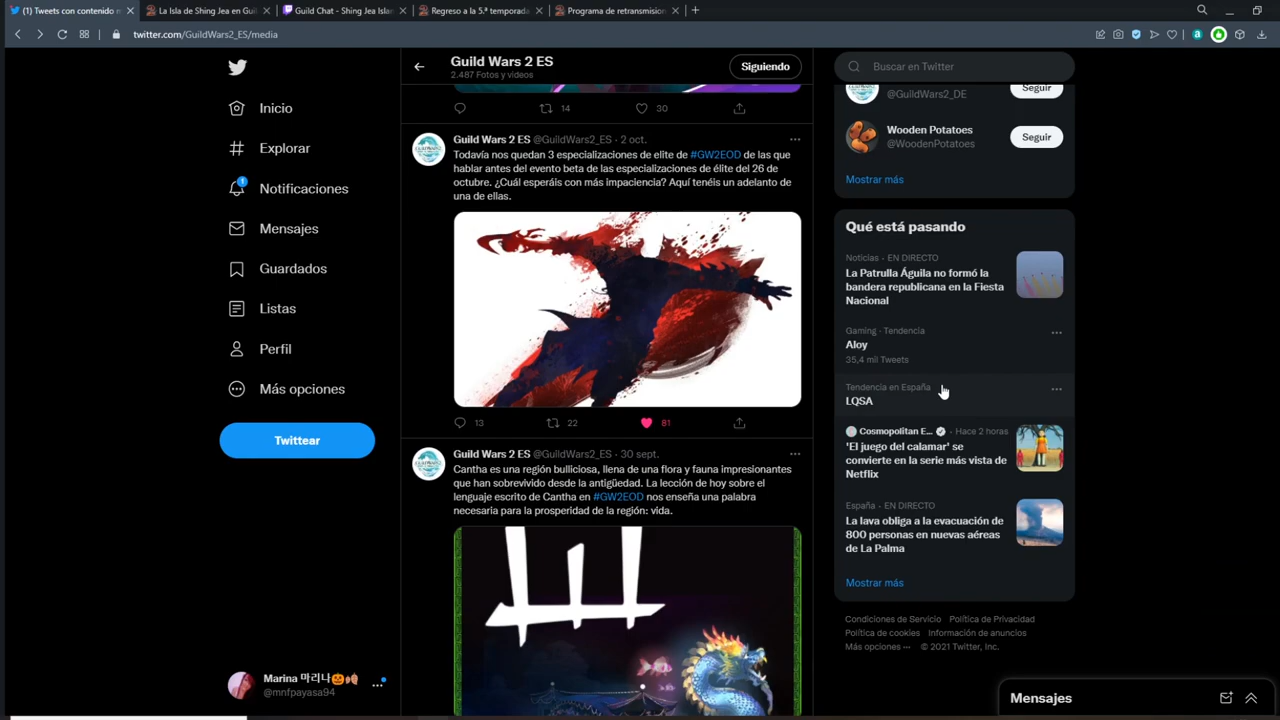 (1) Tweets con contenido m
La Isla de Shing Jea en Guil
Guild Chat - Shing Jea Islan
Regreso a la 5.ª temporada
Programa de retransmisión
twitter.com/GuildWars2_ES/media
Inicio
Explorar
1
Notificaciones
Mensajes
Guardados
Listas
Perfil
Más opciones
Twittear
Marina 마리나
@mnfpayasa94
Guild Wars 2 ES
2.487 Fotos y videos
Siguiendo
14
30
Guild Wars 2 ES @GuildWars2_ES · 2 oct.
Todavía nos quedan 3 especializaciones de elite de #GW2EOD de las que
hablar antes del evento beta de las especializaciones de élite del 26 de
octubre. ¿Cuál esperáis con más impaciencia? Aquí tenéis un adelanto de
una de ellas.
13
22
81
Guild Wars 2 ES @GuildWars2_ES · 30 sept.
Cantha es una región bulliciosa, llena de una flora y fauna impresionantes
que han sobrevivido desde la antigüedad. La lección de hoy sobre el
lenguaje escrito de Cantha en #GW2EOD nos enseña una palabra
necesaria para la prosperidad de la región: vida.
Buscar en Twitter
@GuildWars2_DE
Seguir
Wooden Potatoes
@WoodenPotatoes
Seguir
Mostrar más
Qué está pasando
Noticias · EN DIRECTO
La Patrulla Águila no formó la
bandera republicana en la Fiesta
Nacional
Gaming · Tendencia
Aloy
35,4 mil Tweets
Tendencia en España
LQSA
Cosmopolitan E... · Hace 2 horas
'El juego del calamar' se
convierte en la serie más vista de
Netflix
España · EN DIRECTO
La lava obliga a la evacuación de
800 personas en nuevas aéreas
de La Palma
Mostrar más
Condiciones de Servicio Política de Privacidad
Política de cookies Información de anuncios
Más opciones ··· © 2021 Twitter, Inc.
Mensajes